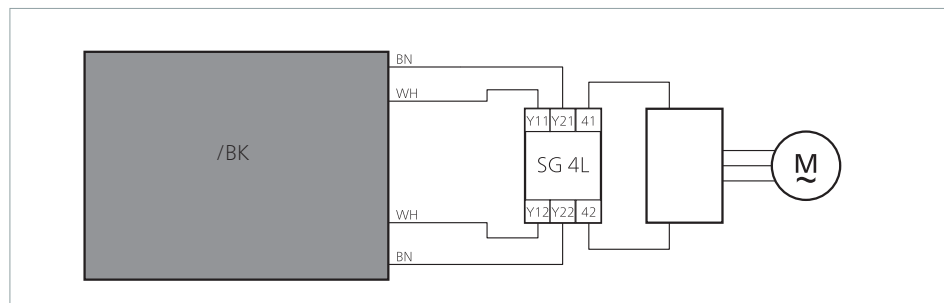 BN
WH
/BK
Y11 Y21 41
SG 4L
Y12 Y22 42
WH
BN
M
~